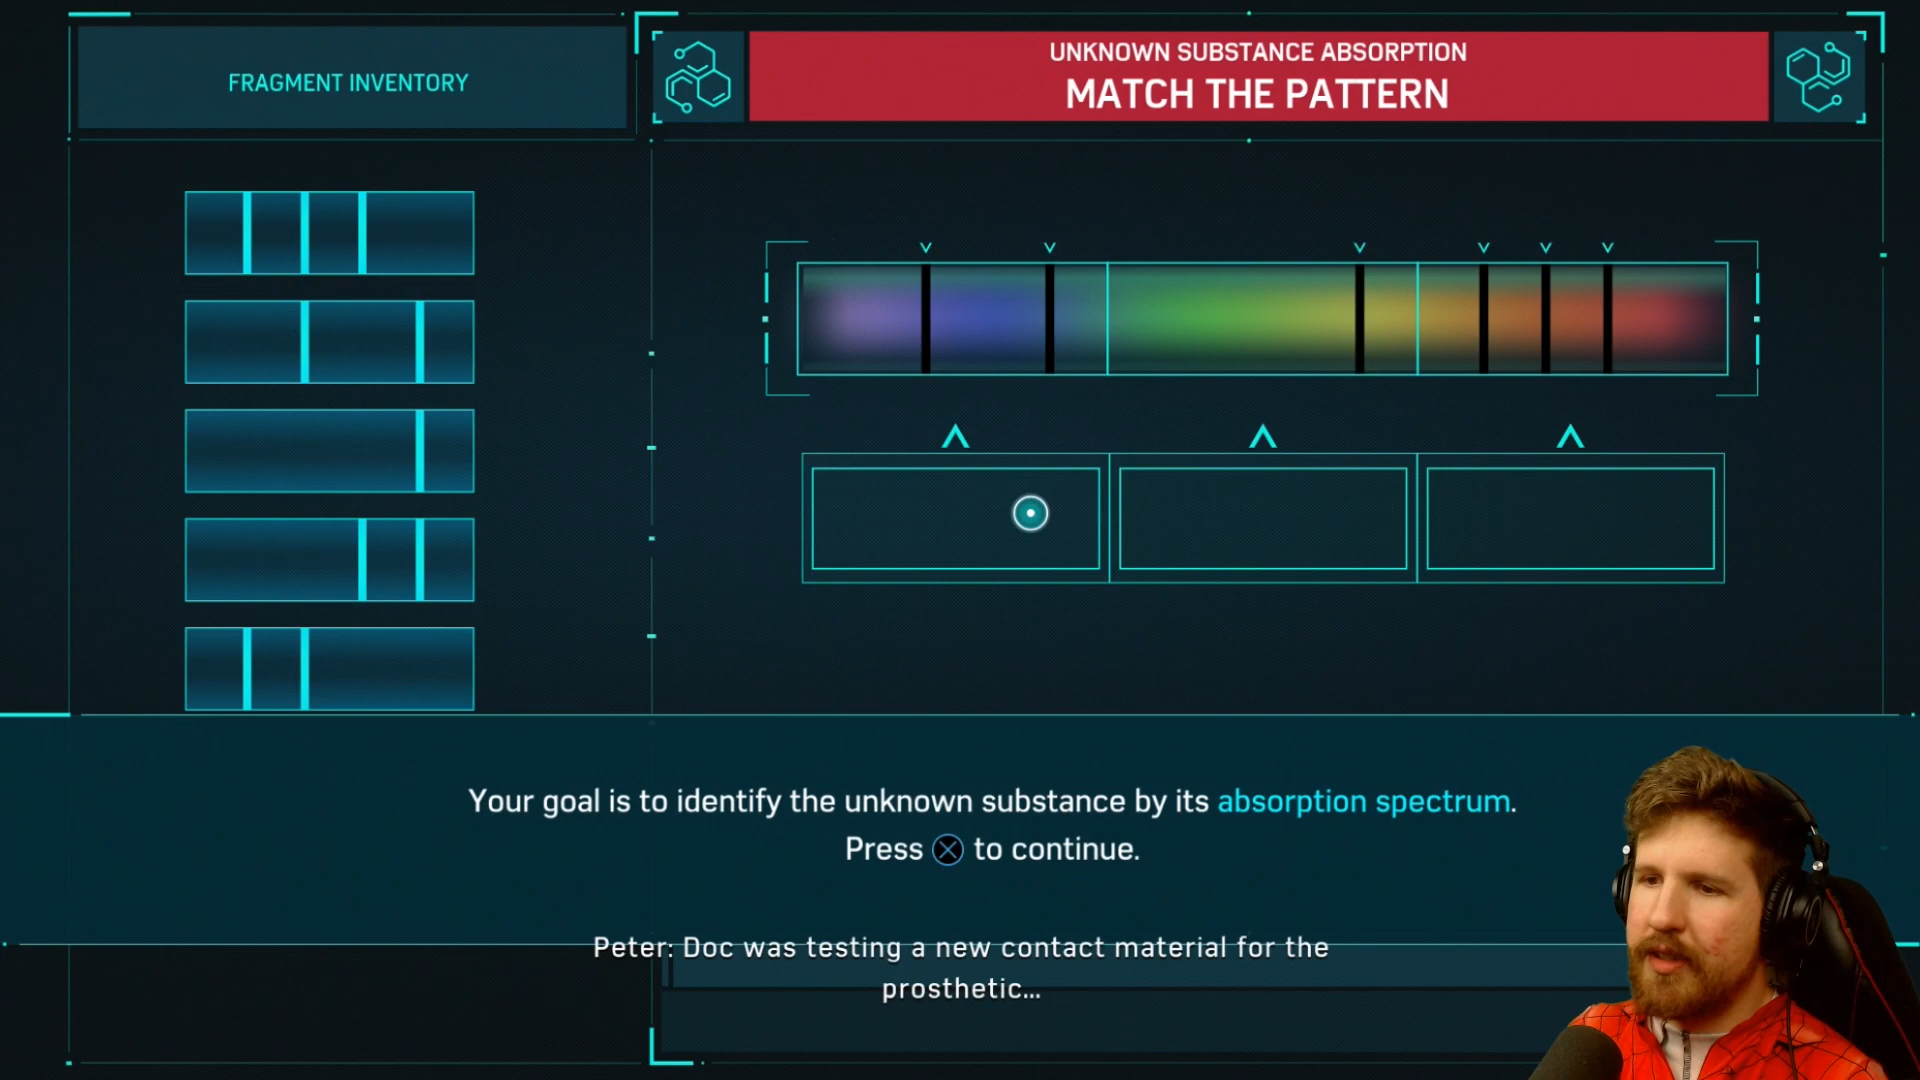 FRAGMENT INVENTORY
UNKNOWN SUBSTANCE ABSORPTION
MATCH THE PATTERN
Your goal is to identify the unknown substance by its absorption spectrum.
Press ⓧ to continue.
Peter: Doc was testing a new contact material for the
prosthetic...